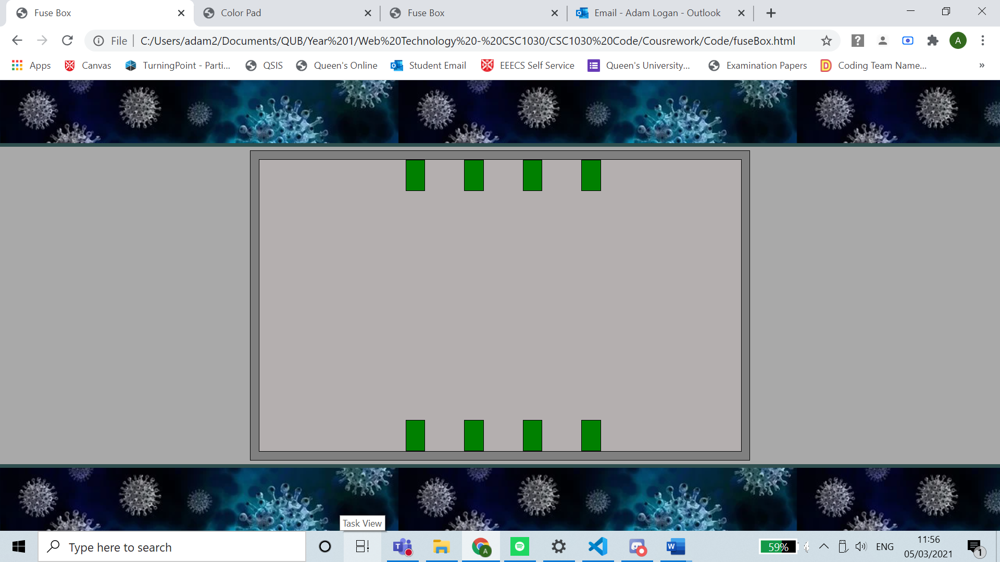 Fuse Box
Color Pad
Fuse Box
Email - Adam Logan - Outlook
File
C:/Users/adam2/Documents/QUB/Year%201/Web%20Technology%20-%20CSC1030/CSC1030%20Code/Cousrework/Code/fuseBox.html
A
Apps
Canvas
TurningPoint - Parti...
QSIS
Queen's Online
Student Email
EEECS Self Service
Queen's University...
Examination Papers
Coding Team Name...
Task View
Type here to search
59%
ENG
11:56
05/03/2021
1